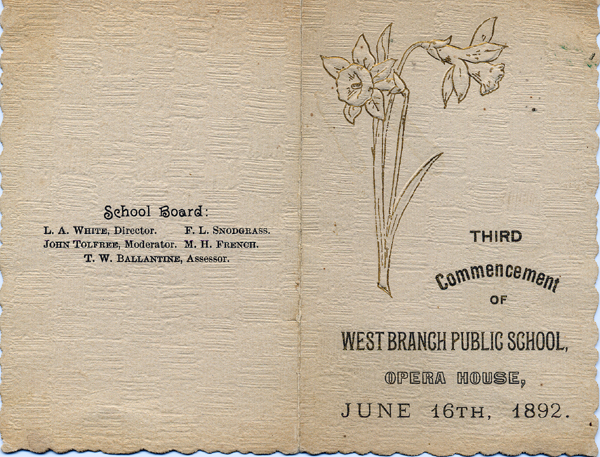 School Board:
L. A. White, Director. F. L. Snodgrass.
John Tolfree, Moderator. M. H. French.
T. W. Ballantine, Assessor.
THIRD
Commencement
OF
WEST BRANCH PUBLIC SCHOOL,
OPERA HOUSE,
JUNE 16TH, 1892.